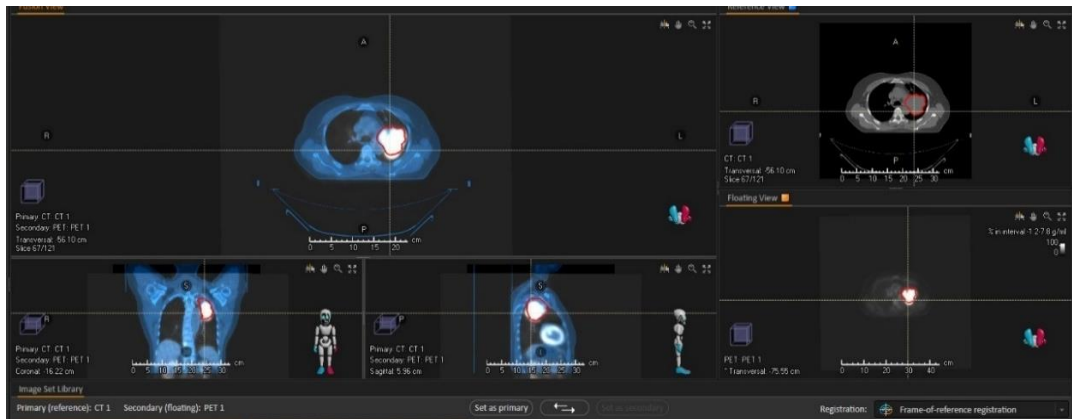 Fusion View
A
R
L
P
Primary: CT: CT 1
Secondary: PET: PET 1
Transversal: -56.10 cm
Slice 67/121
0 5 10 15 20 cm
Reference View
A
R
L
P
CT: CT 1
Transversal: -56.10 cm
Slice 67/121
0 5 10 15 20 25 30 cm
Floating View
% in interval -1.2-7.8 g/ml
100
0
PET: PET 1
* Transversal: -75.55 cm
0 10 20 30 40 cm
S
R
I
Primary: CT: CT 1
Secondary: PET: PET 1
Coronal: -16.22 cm
0 5 10 15 20 25 30 cm
S
P
I
Primary: CT: CT 1
Secondary: PET: PET 1
Sagittal: 5.96 cm
0 5 10 15 20 25 30 cm
Image Set Library
Primary (reference): CT 1 Secondary (floating): PET 1 Set as primary Set as secondary Registration: Frame-of-reference registration